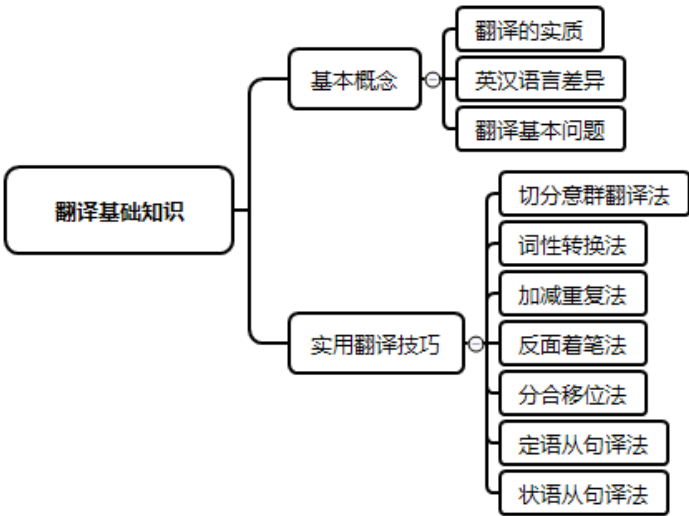 翻译基础知识
基本概念
翻译的实质
英汉语言差异
翻译基本问题
实用翻译技巧
切分意群翻译法
词性转换法
加减重复法
反面着笔法
分合移位法
定语从句译法
状语从句译法